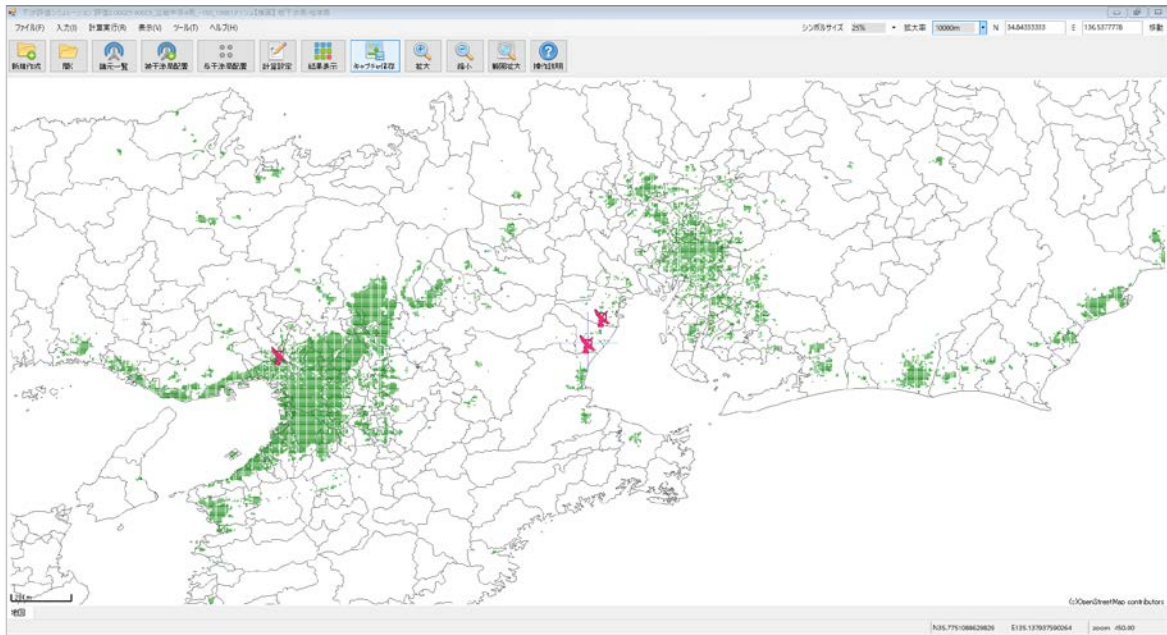 ファイル(F) 入力(I) 計算実行(R) 表示(V) ツール(T) ヘルプ(H)
シンボルサイズ 25% 拡大率 10000m N 34.84333333 E 136.5377778 移動
新規作成 開く 諸元一覧 被干渉局配置 与干渉局配置 計算設定 結果表示 キャプチャ保存 拡大 縮小 範囲拡大 操作説明
(c)OpenStreetMap contributors
地図
N35.7751088629829 E135.137937590264 zoom